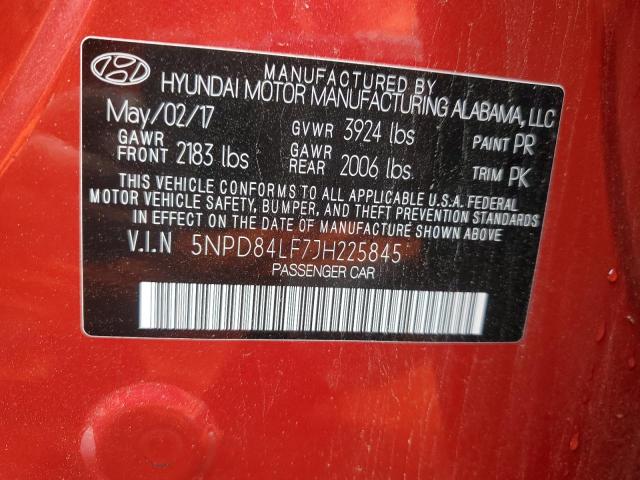 MANUFACTURED BY
HYUNDAI MOTOR MANUFACTURING ALABAMA, LLC
May/02/17 GVWR 3924 lbs PAINT PR
GAWR FRONT 2183 lbs GAWR REAR 2006 lbs. TRIM PK
THIS VEHICLE CONFORMS TO ALL APPLICABLE U.S.A. FEDERAL
MOTOR VEHICLE SAFETY, BUMPER, AND THEFT PREVENTION STANDARDS
IN EFFECT ON THE DATE OF MANUFACTURE SHOWN ABOVE.
V.I.N 5NPD84LF7JH225845
PASSENGER CAR